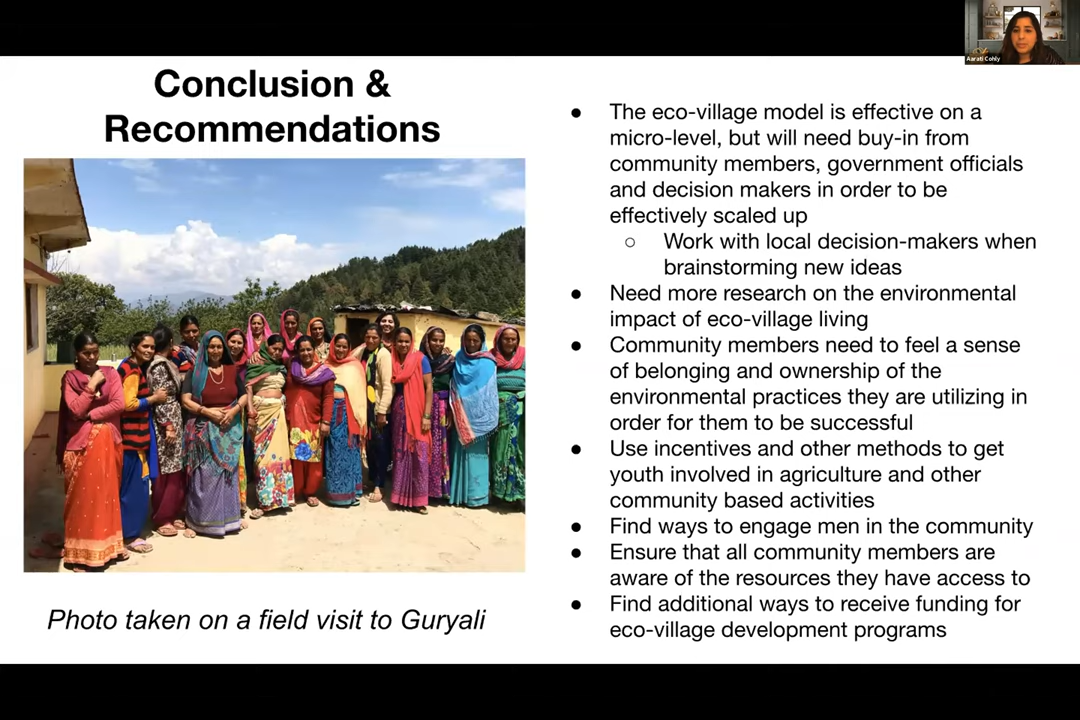 Conclusion &
Recommendations
Photo taken on a field visit to Guryali
● The eco-village model is effective on a
micro-level, but will need buy-in from
community members, government officials
and decision makers in order to be
effectively scaled up
○ Work with local decision-makers when
brainstorming new ideas
● Need more research on the environmental
impact of eco-village living
● Community members need to feel a sense
of belonging and ownership of the
environmental practices they are utilizing in
order for them to be successful
● Use incentives and other methods to get
youth involved in agriculture and other
community based activities
● Find ways to engage men in the community
● Ensure that all community members are
aware of the resources they have access to
● Find additional ways to receive funding for
eco-village development programs
Aarati Cohly